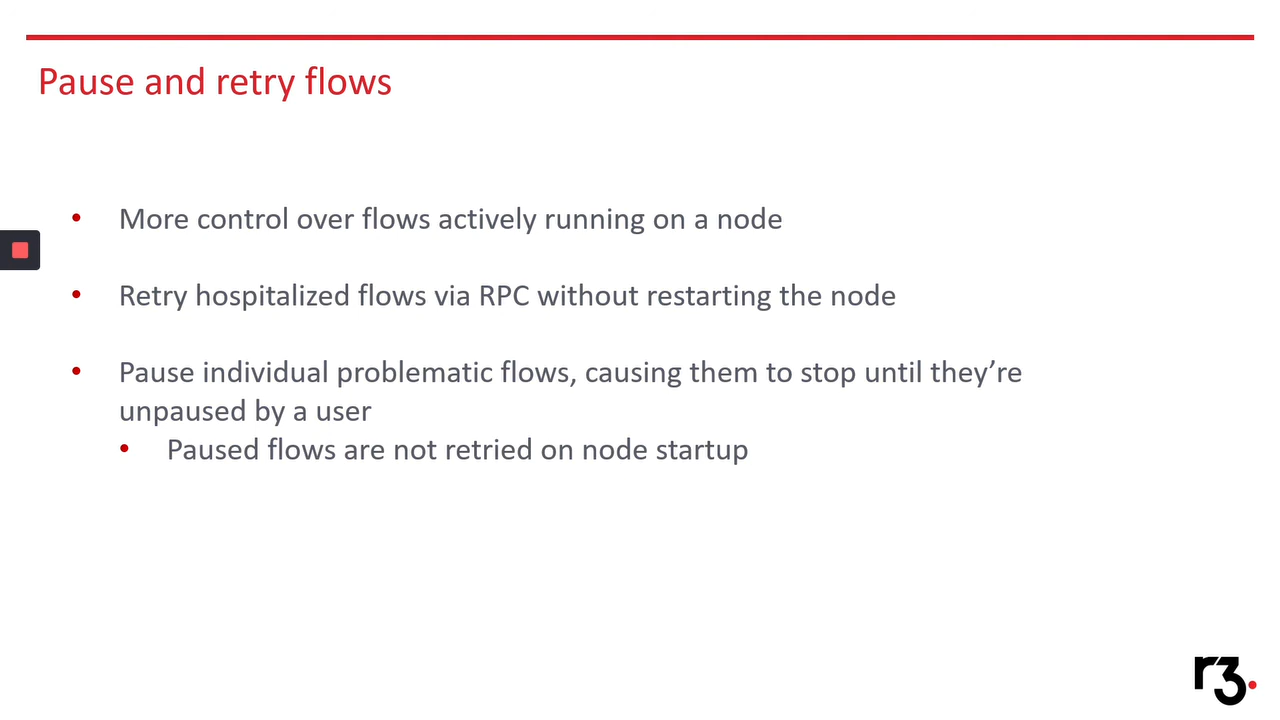 Pause and retry flows
• More control over flows actively running on a node
• Retry hospitalized flows via RPC without restarting the node
• Pause individual problematic flows, causing them to stop until they’re
unpaused by a user
• Paused flows are not retried on node startup
r3.